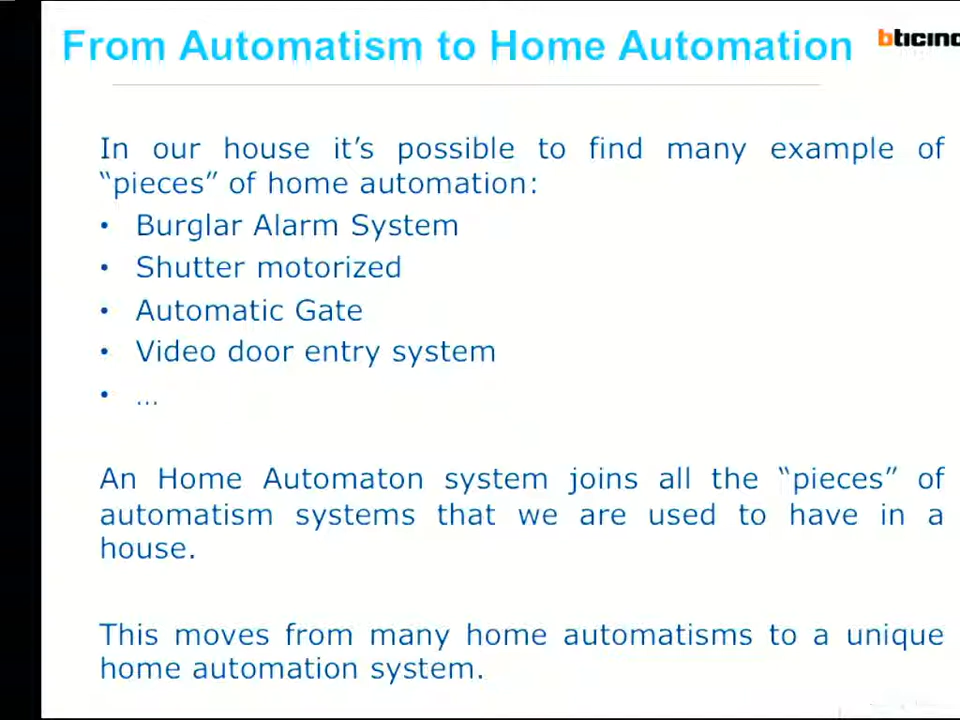 From Automatism to Home Automation
bticino
In our house it’s possible to find many example of
“pieces” of home automation:
• Burglar Alarm System
• Shutter motorized
• Automatic Gate
• Video door entry system
• ...
An Home Automaton system joins all the “pieces” of
automatism systems that we are used to have in a
house.
This moves from many home automatisms to a unique
home automation system.